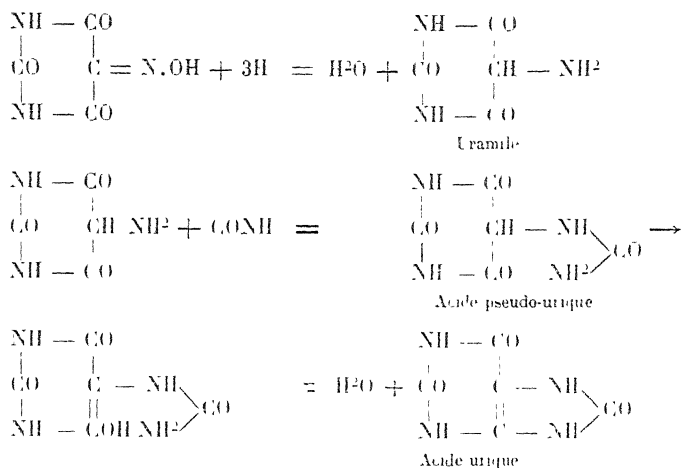 NH — CO NH — CO
CO C = N.OH + 3H = H²O + CO CH — NH²
NH — CO NH — CO
Uramile
NH — CO NH — CO
CO CH NH² + CONH = CO CH — NH CO →
NH — CO NH — CO NH²
Acide pseudo-urique
NH — CO NH — CO
CO C — NH CO = H²O + CO C — NH CO
NH — COH NH² NH — C — NH
Acide urique